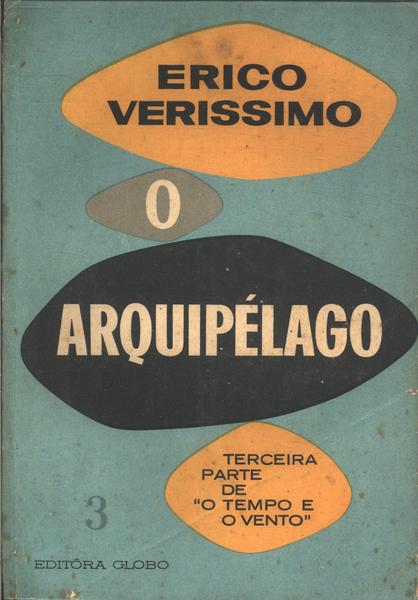 ERICO
VERISSIMO
O
ARQUIPÉLAGO
TERCEIRA
PARTE
DE
"O TEMPO E
O VENTO"
3
EDITÔRA GLOBO